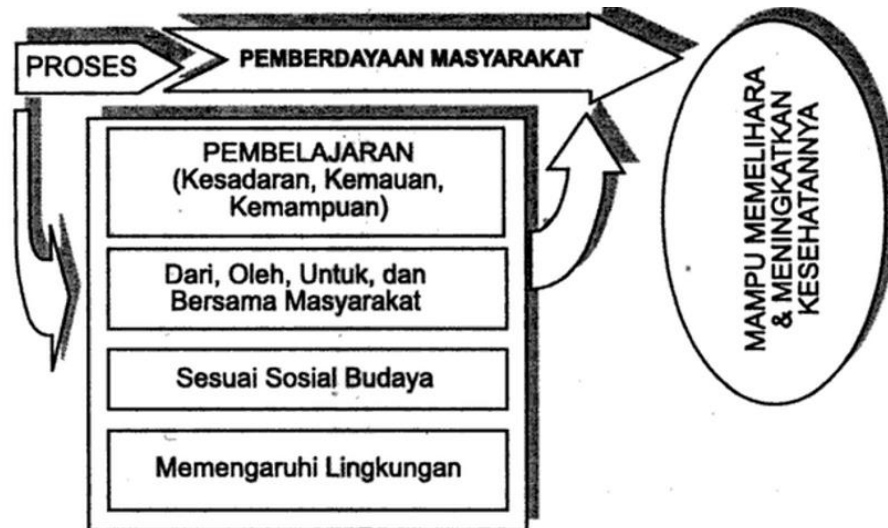 PROSES
PEMBERDAYAAN MASYARAKAT
PEMBELAJARAN
(Kesadaran, Kemauan,
Kemampuan)
Dari, Oleh, Untuk, dan
Bersama Masyarakat
Sesuai Sosial Budaya
Memengaruhi Lingkungan
MAMPU MEMELIHARA
& MENINGKATKAN
KESEHATANNYA